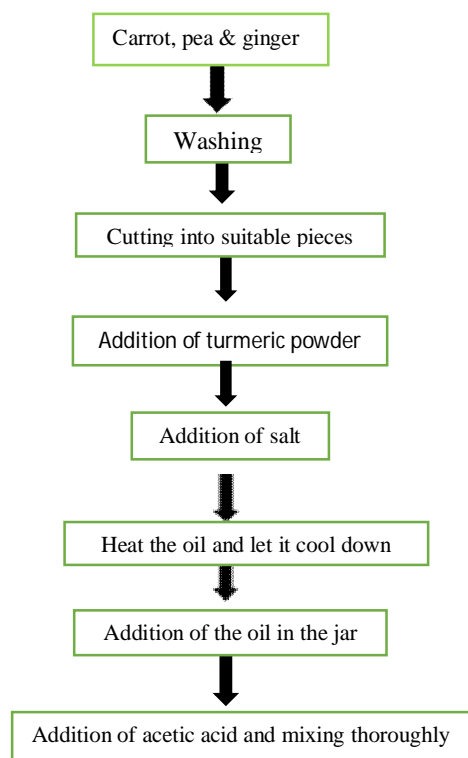 Carrot, pea & ginger
Washing
Cutting into suitable pieces
Addition of turmeric powder
Addition of salt
Heat the oil and let it cool down
Addition of the oil in the jar
Addition of acetic acid and mixing thoroughly